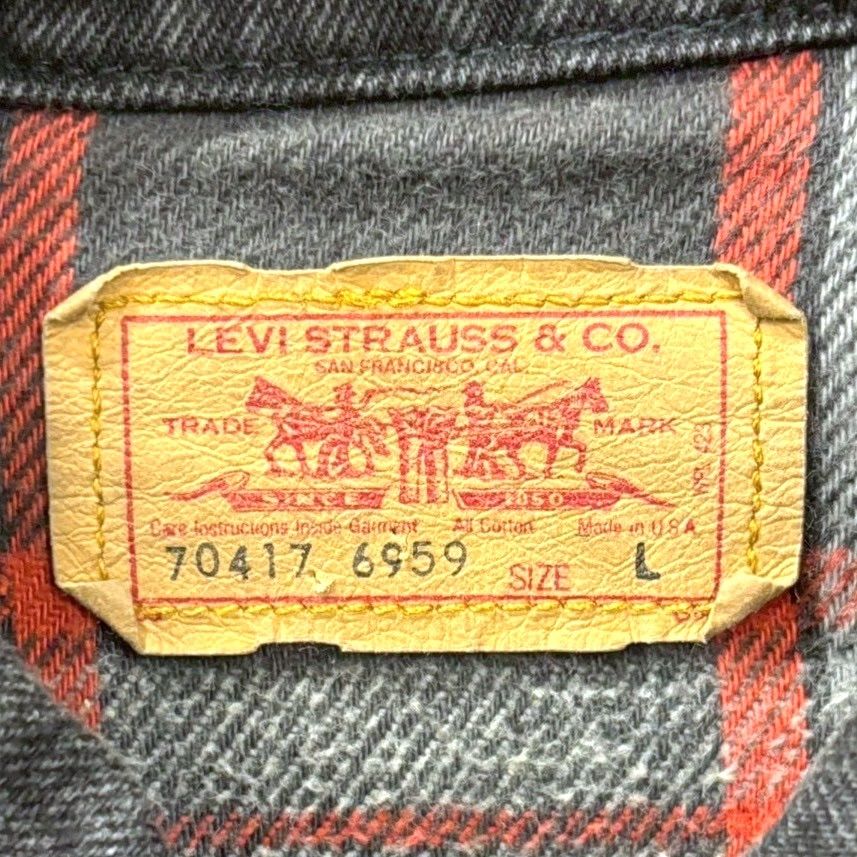 LEVI STRAUSS & CO.
SAN FRANCISCO, CAL.
TRADE MARK
SINCE 1850
Care Instructions Inside Garment All Cotton Made in U.S.A.
70417 6959 SIZE L